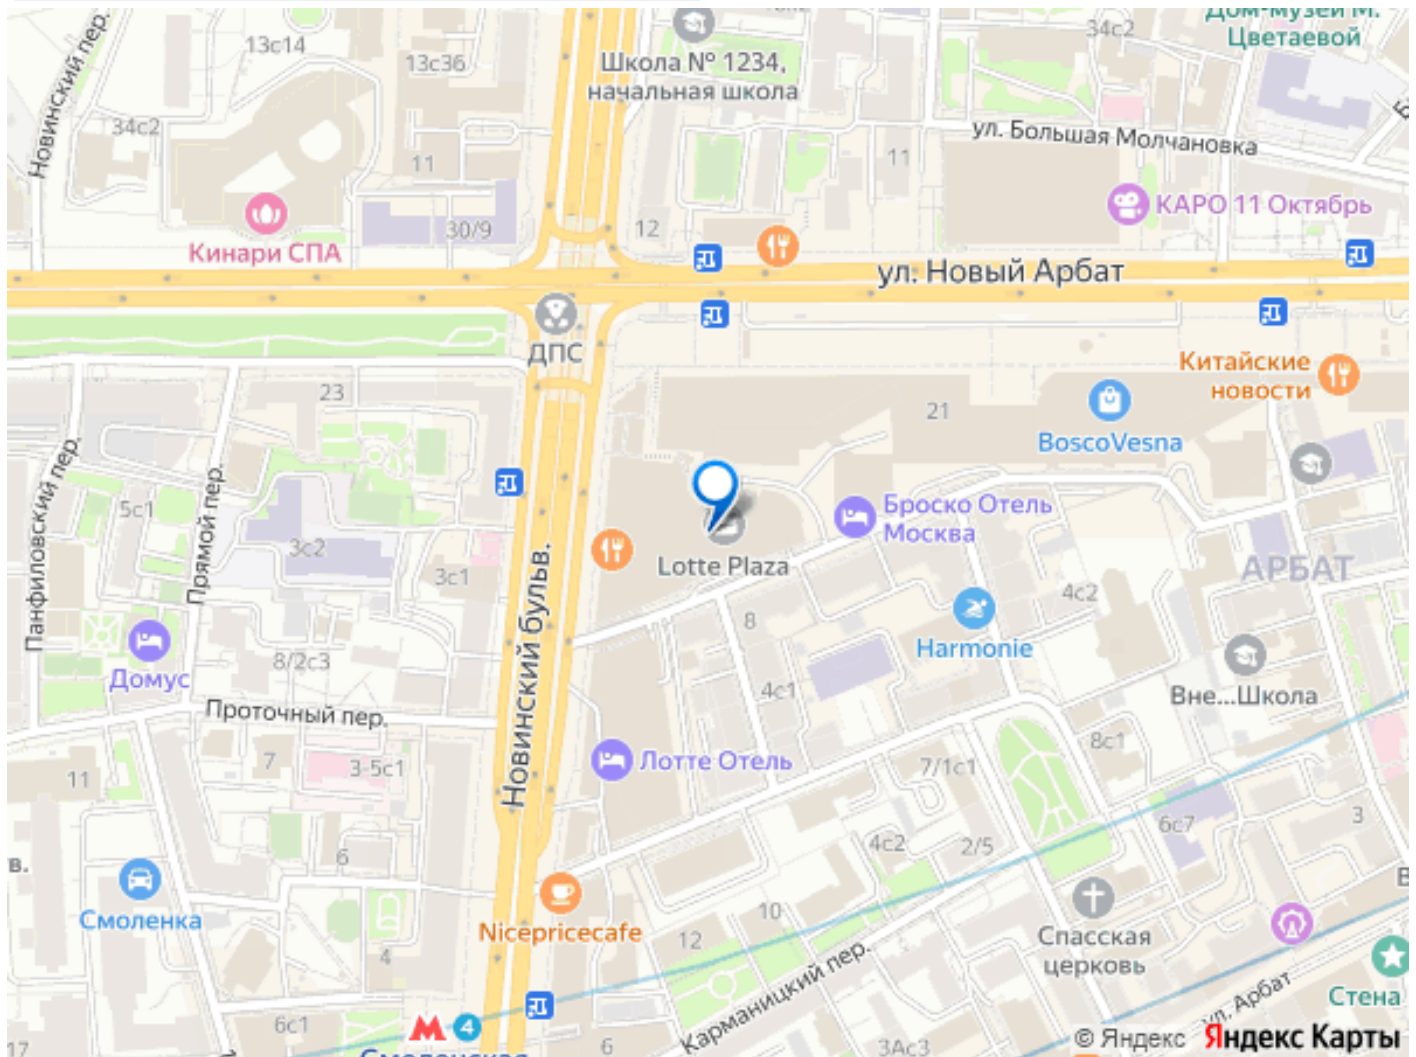 Дом-музей М.
Цветаевой
34с2
13с14
13с36
Школа № 1234,
начальная школа
Новинский пер.
34с2
11
11
ул. Большая Молчановка
КАРО 11 Октябрь
30/9
12
Кинари СПА
ул. Новый Арбат
ДПС
Китайские
новости
23
21
BoscoVesna
Панфиловский пер.
Прямой пер.
5с1
3с2
3с1
Броско Отель
Москва
Lotte Plaza
АРБАТ
4с2
8
Harmonie
Новинский бульв.
Домус
8/2с3
4с1
Вне...Школа
Проточный пер.
8с1
7
3-5с1
11
Лотте Отель
7/1с1
6с7
3
4с2
2/5
6
в.
Смоленка
10
Nicepricecafe
12
Спасская
церковь
4
Карманицкий пер.
ул. Арбат
Стена
6с1
4
Смоленская
17
6
3Ас3
© Яндекс Яндекс Карты